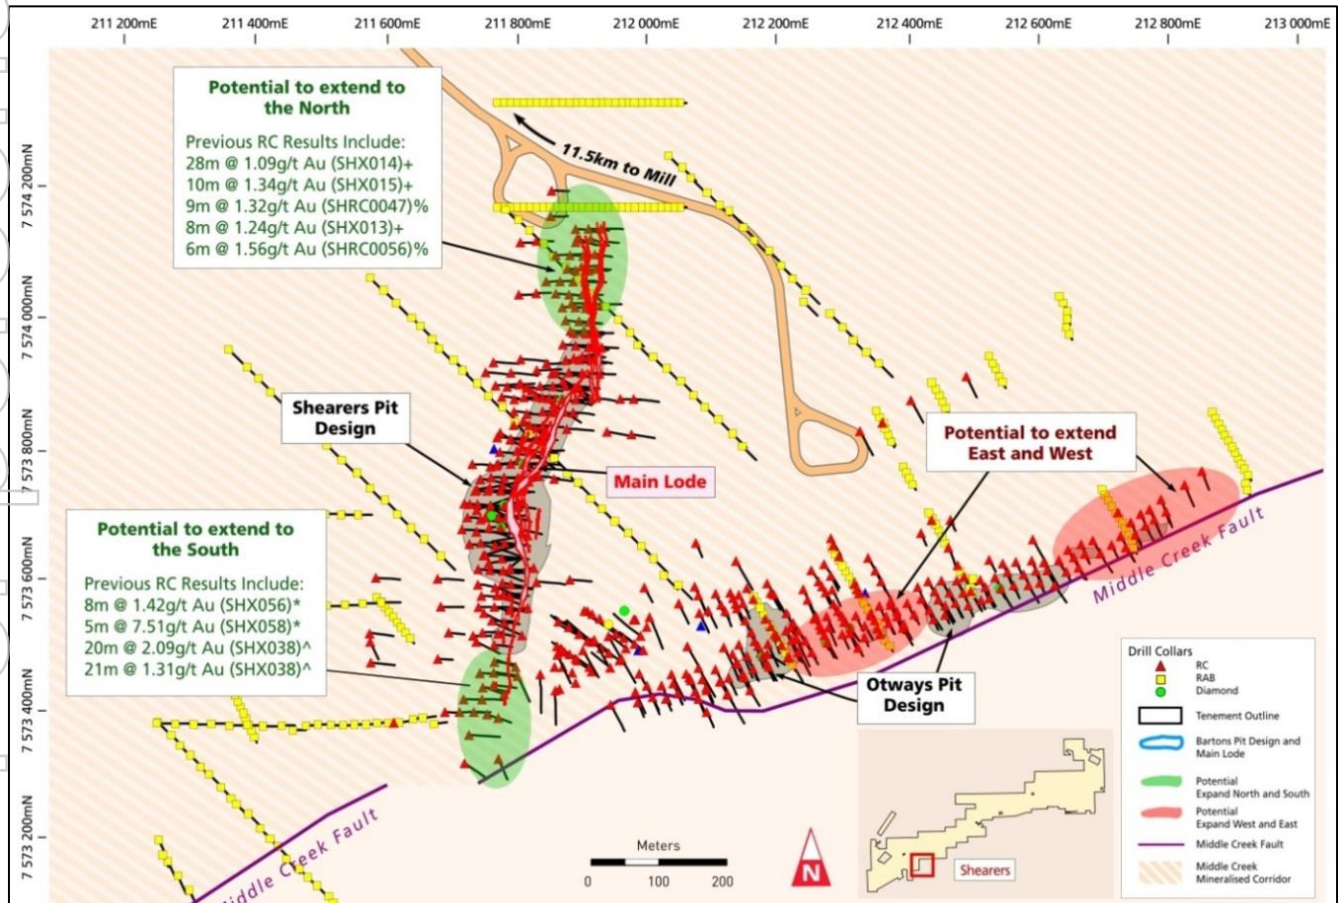 211 200mE 211 400mE 211 600mE 211 800mE 212 000mE 212 200mE 212 400mE 212 600mE 212 800mE 213 000mE
7 574 200mN
7 574 000mN
7 573 800mN
7 573 600mN
7 573 400mN
7 573 200mN
Potential to extend to
the North
Previous RC Results Include:
28m @ 1.09g/t Au (SHX014)+
10m @ 1.34g/t Au (SHX015)+
9m @ 1.32g/t Au (SHRC0047)%
8m @ 1.24g/t Au (SHX013)+
6m @ 1.56g/t Au (SHRC0056)%
11.5km to Mill
Shearers Pit
Design
Main Lode
Potential to extend
East and West
Potential to extend to
the South
Previous RC Results Include:
8m @ 1.42g/t Au (SHX056)*
5m @ 7.51g/t Au (SHX058)*
20m @ 2.09g/t Au (SHX038)^
21m @ 1.31g/t Au (SHX038)^
Middle Creek Fault
Otways Pit
Design
Middle Creek Fault
Meters
0 100 200
N
Shearers
Drill Collars
RC
RAB
Diamond
Tenement Outline
Bartons Pit Design and
Main Lode
Potential
Expand North and South
Potential
Expand West and East
Middle Creek Fault
Middle Creek
Mineralised Corridor